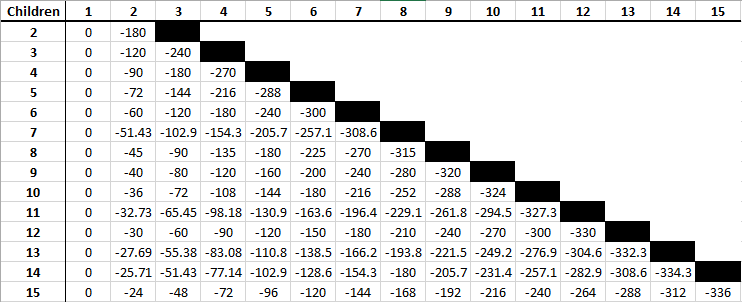 Children 1 2 3 4 5 6 7 8 9 10 11 12 13 14 15
2 0 -180
3 0 -120 -240
4 0 -90 -180 -270
5 0 -72 -144 -216 -288
6 0 -60 -120 -180 -240 -300
7 0 -51.43 -102.9 -154.3 -205.7 -257.1 -308.6
8 0 -45 -90 -135 -180 -225 -270 -315
9 0 -40 -80 -120 -160 -200 -240 -280 -320
10 0 -36 -72 -108 -144 -180 -216 -252 -288 -324
11 0 -32.73 -65.45 -98.18 -130.9 -163.6 -196.4 -229.1 -261.8 -294.5 -327.3
12 0 -30 -60 -90 -120 -150 -180 -210 -240 -270 -300 -330
13 0 -27.69 -55.38 -83.08 -110.8 -138.5 -166.2 -193.8 -221.5 -249.2 -276.9 -304.6 -332.3
14 0 -25.71 -51.43 -77.14 -102.9 -128.6 -154.3 -180 -205.7 -231.4 -257.1 -282.9 -308.6 -334.3
15 0 -24 -48 -72 -96 -120 -144 -168 -192 -216 -240 -264 -288 -312 -336